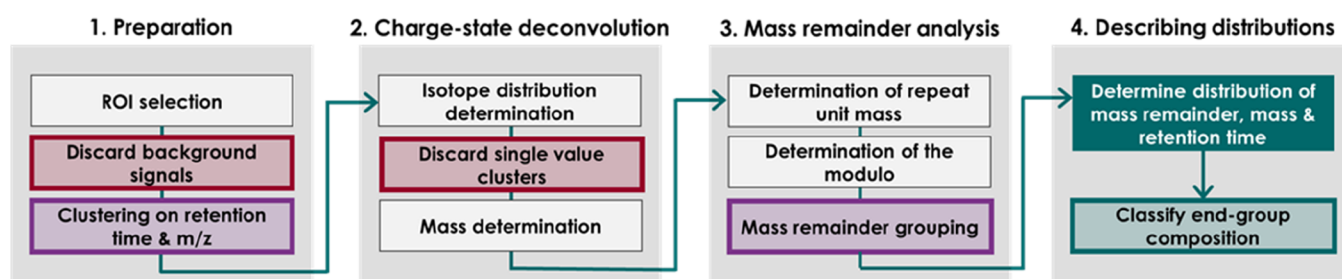 1. Preparation
ROI selection
Discard background
signals
Clustering on retention
time & m/z
2. Charge-state deconvolution
Isotope distribution
determination
Discard single value
clusters
Mass determination
3. Mass remainder analysis
Determination of repeat
unit mass
Determination of the
modulo
Mass remainder grouping
4. Describing distributions
Determine distribution of
mass remainder, mass &
retention time
Classify end-group
composition